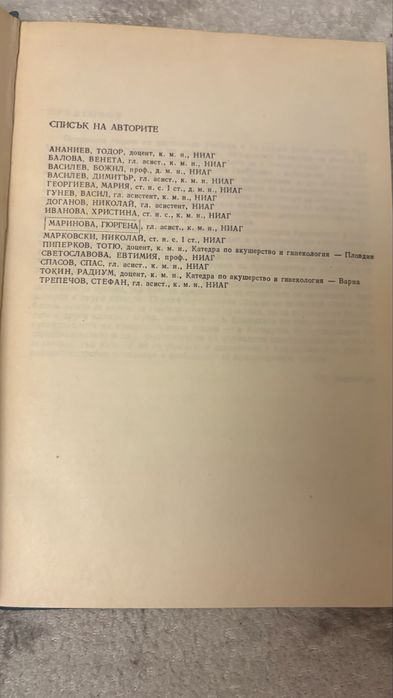 СПИСЪК НА АВТОРИТЕ
АНАНИЕВ, ТОДОР, доцент, к. м. н., НИАГ
БАЛОВА, ВЕНЕТА, гл. асист., к. м. н., НИАГ
ВАСИЛЕВ, БОЖИЛ, проф., д. м. н., НИАГ
ВАСИЛЕВ, ДИМИТЪР, гл. асист., к. м. н. НИАГ
ГЕОРГИЕВА, МАРИЯ, ст. н. с. I ст., д. м. н., НИАГ
ГУНЕВ, ВАСИЛ, гл. асистент, к. м. н., НИАГ
ДОГАНОВ, НИКОЛАЙ, гл. асистент, НИАГ
ИВАНОВА, ХРИСТИНА, ст. н. с., к. м. н., НИАГ
МАРИНОВА, ГЮРГЕНА, гл. асист., к. м. н., НИАГ
МАРКОВСКИ, НИКОЛАЙ, ст. н. с. I ст., НИАГ
ПИПЕРКОВ, ТОТЮ, доцент, к. м. н., Катедра по акушерство и гинекология — Пловдив
СВЕТОСЛАВОВА, ЕВТИМИЯ, проф., НИАГ
СПАСОВ, СПАС, гл. асист., к. м. н., НИАГ
ТОКИН, РАДИУМ, доцент, к. м. н., Катедра по акушерство и гинекология — Варна
ТРЕПЕЧОВ, СТЕФАН, гл. асист., к. м. н., НИАГ